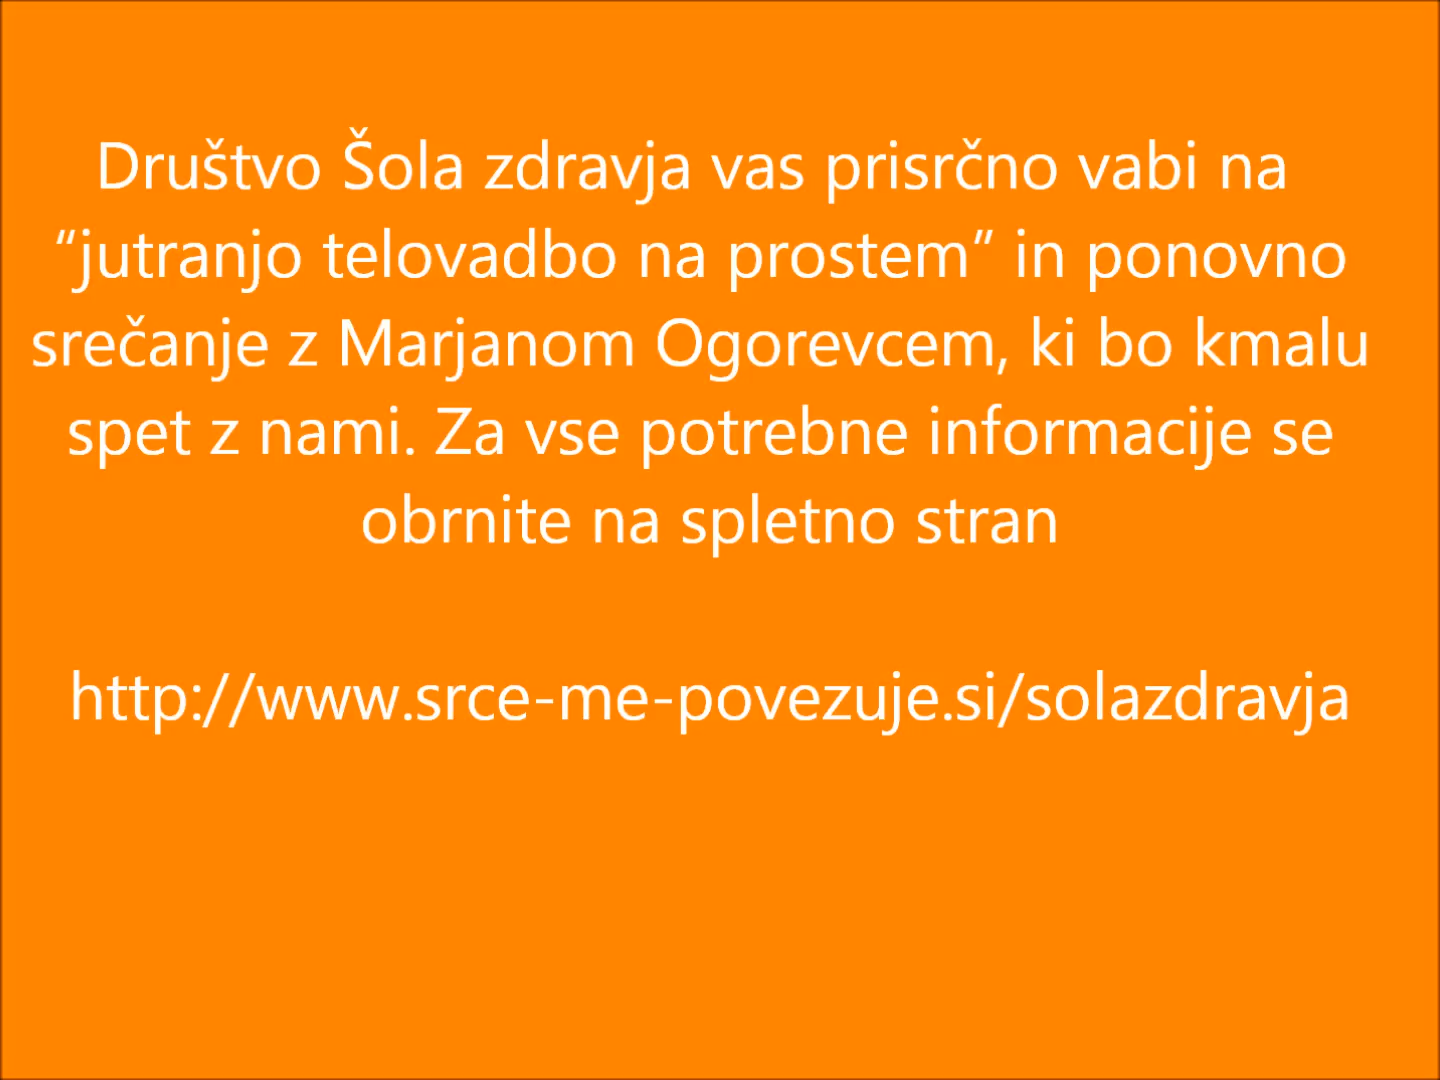 Društvo Šola zdravja vas prisrčno vabi na
“jutranjo telovadbo na prostem” in ponovno
srečanje z Marjanom Ogorevcem, ki bo kmalu
spet z nami. Za vse potrebne informacije se
obrnite na spletno stran
http://www.srce-me-povezuje.si/solazdravja